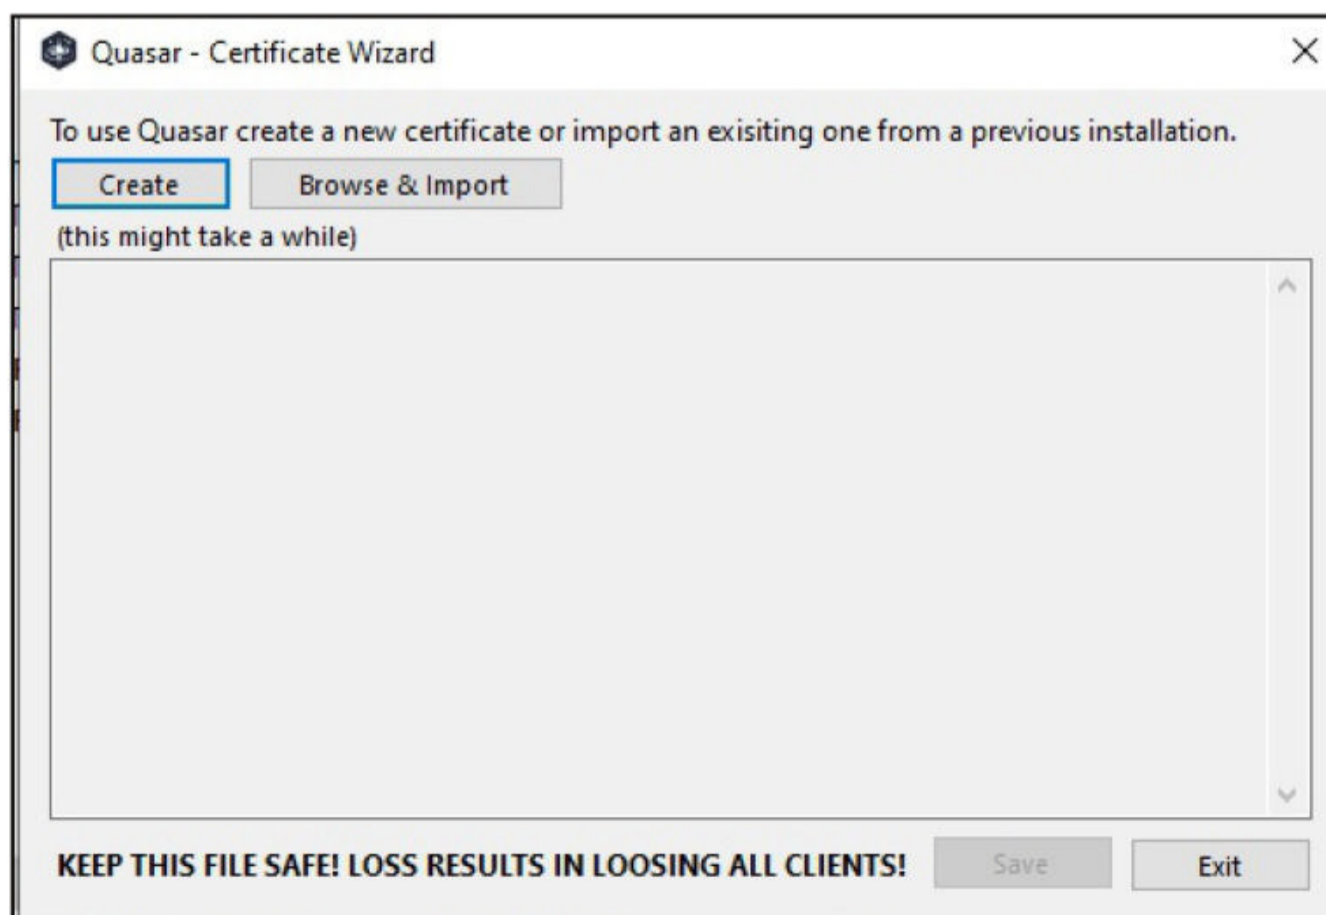 Quasar - Certificate Wizard
To use Quasar create a new certificate or import an exisiting one from a previous installation.
Create
Browse & Import
(this might take a while)
KEEP THIS FILE SAFE! LOSS RESULTS IN LOOSING ALL CLIENTS!
Save
Exit